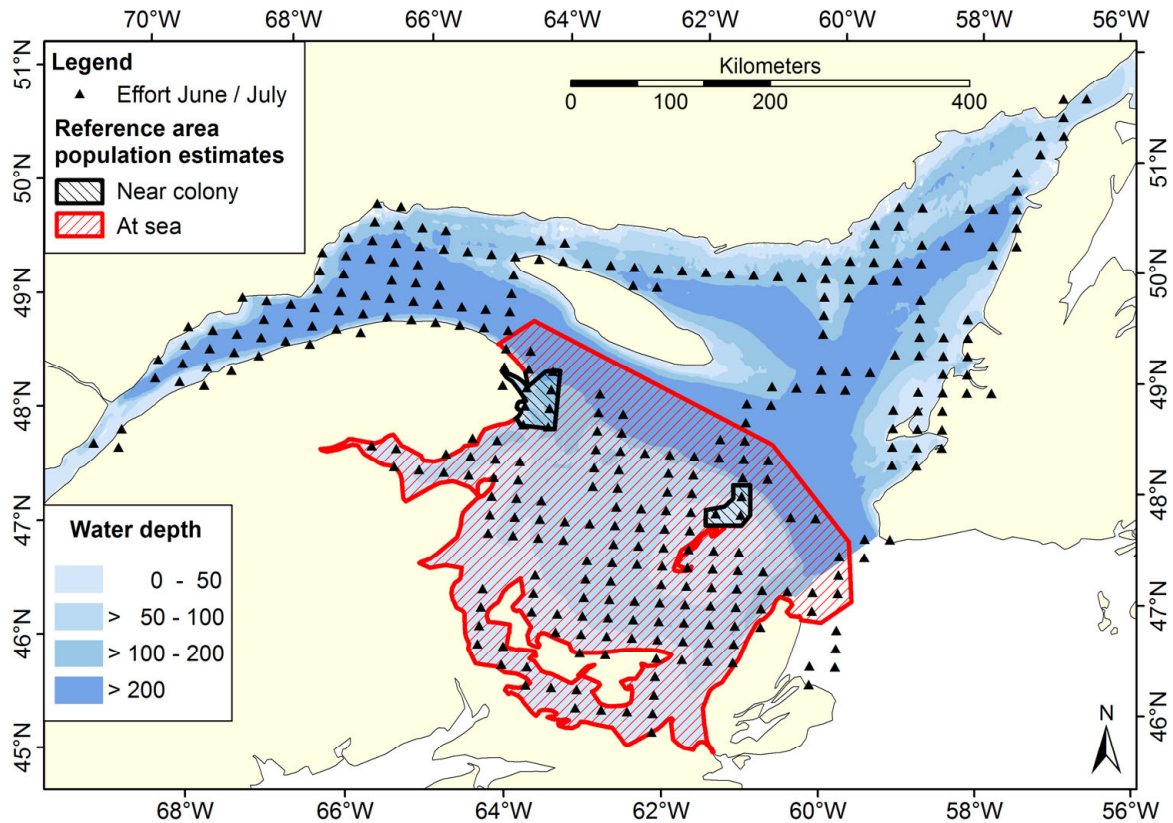 70°W 68°W 66°W 64°W 62°W 60°W 58°W 56°W
51°N
50°N
49°N
48°N
47°N
46°N
45°N
Legend
Effort June / July
Reference area
population estimates
Near colony
At sea
Kilometers
0 100 200 400
Water depth
0 - 50
> 50 - 100
> 100 - 200
> 200
N
51°N
50°N
49°N
48°N
47°N
46°N
68°W 66°W 64°W 62°W 60°W 58°W 56°W